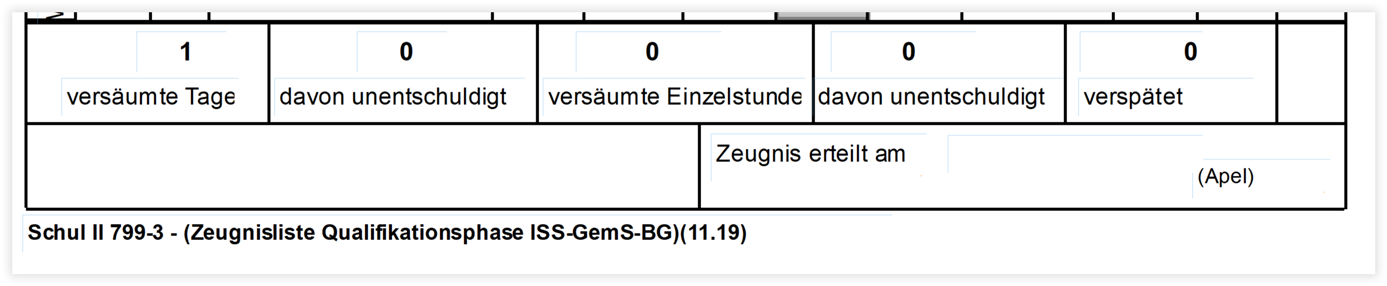 1 0 0 0 0
versäumte Tage davon unentschuldigt versäumte Einzelstunde davon unentschuldigt verspätet
Zeugnis erteilt am
(Apel)
Schul II 799-3 - (Zeugnisliste Qualifikationsphase ISS-GemS-BG)(11.19)